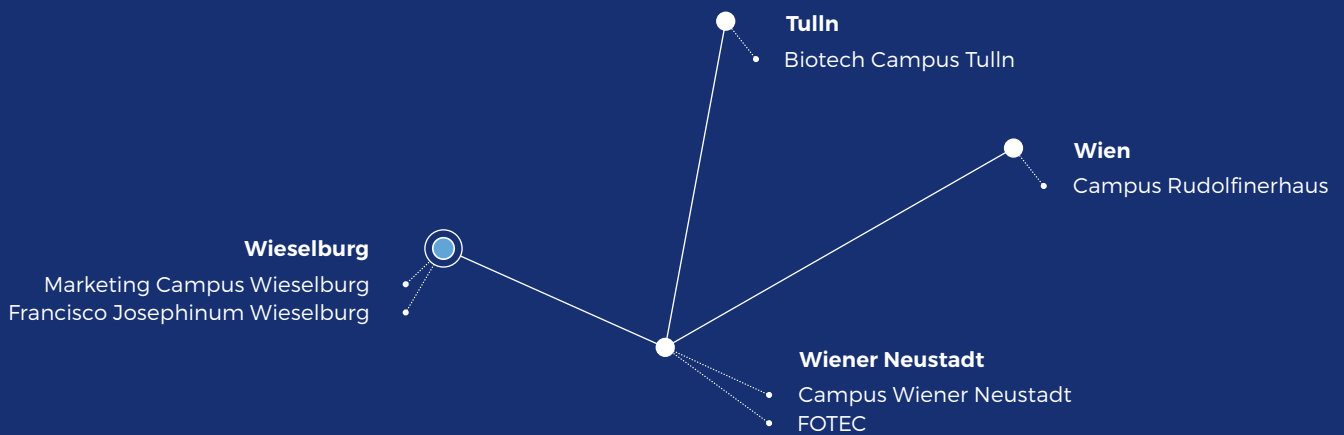 Tulln
Biotech Campus Tulln
Wien
Campus Rudolfinerhaus
Wieselburg
Marketing Campus Wieselburg
Francisco Josephinum Wieselburg
Wiener Neustadt
Campus Wiener Neustadt
FOTEC